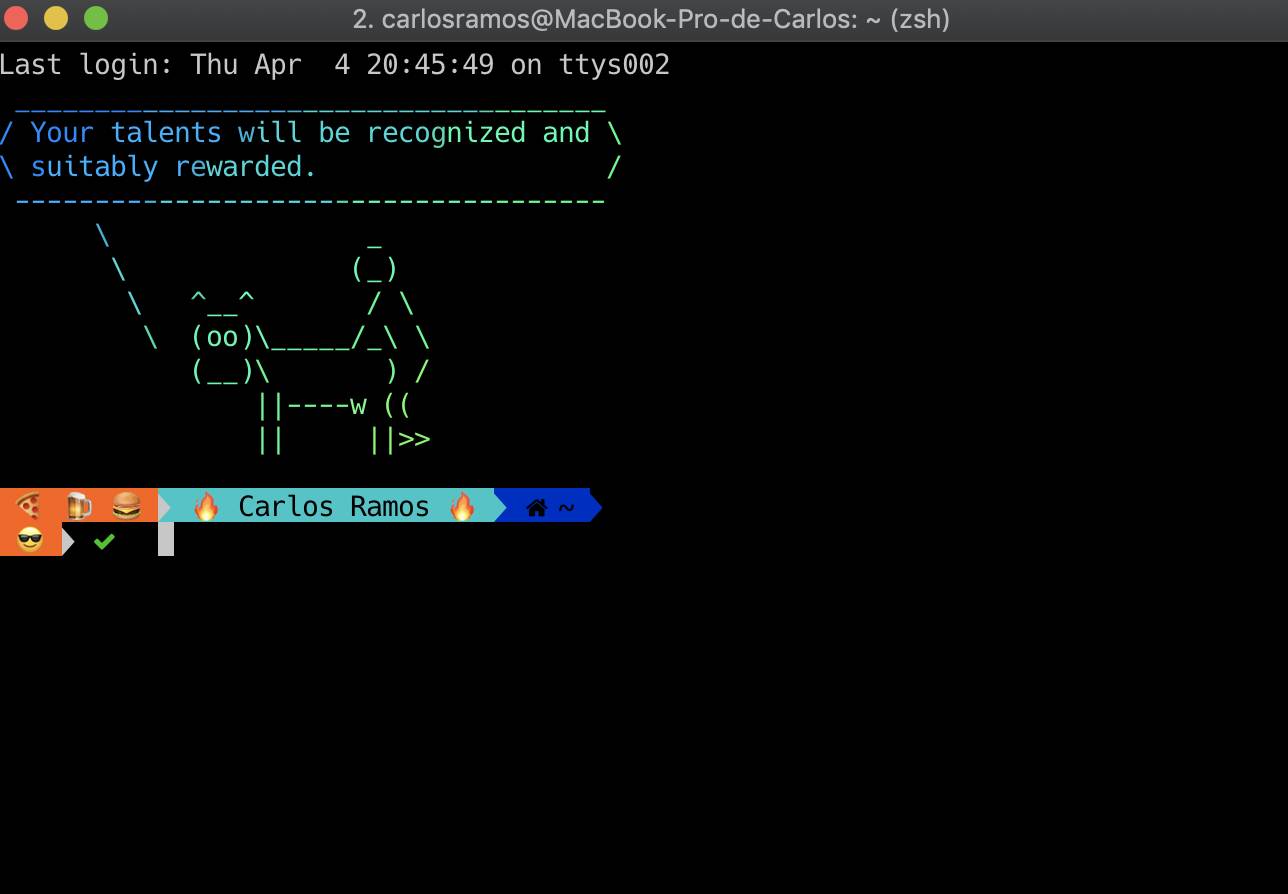 2. carlosramos@MacBook-Pro-de-Carlos: ~ (zsh)
Last login: Thu Apr  4 20:45:49 on ttys002
 _____________________________________
/ Your talents will be recognized and \
\ suitably rewarded.                  /
 -------------------------------------
      \                _
       \              (_)
        \   ^__^       / \
         \  (oo)\_____/_\ \
            (__)\       ) /
                ||----w ((
                ||     ||>>
🍕 🍺 🍔 🔥 Carlos Ramos 🔥 ~
😎 ✔